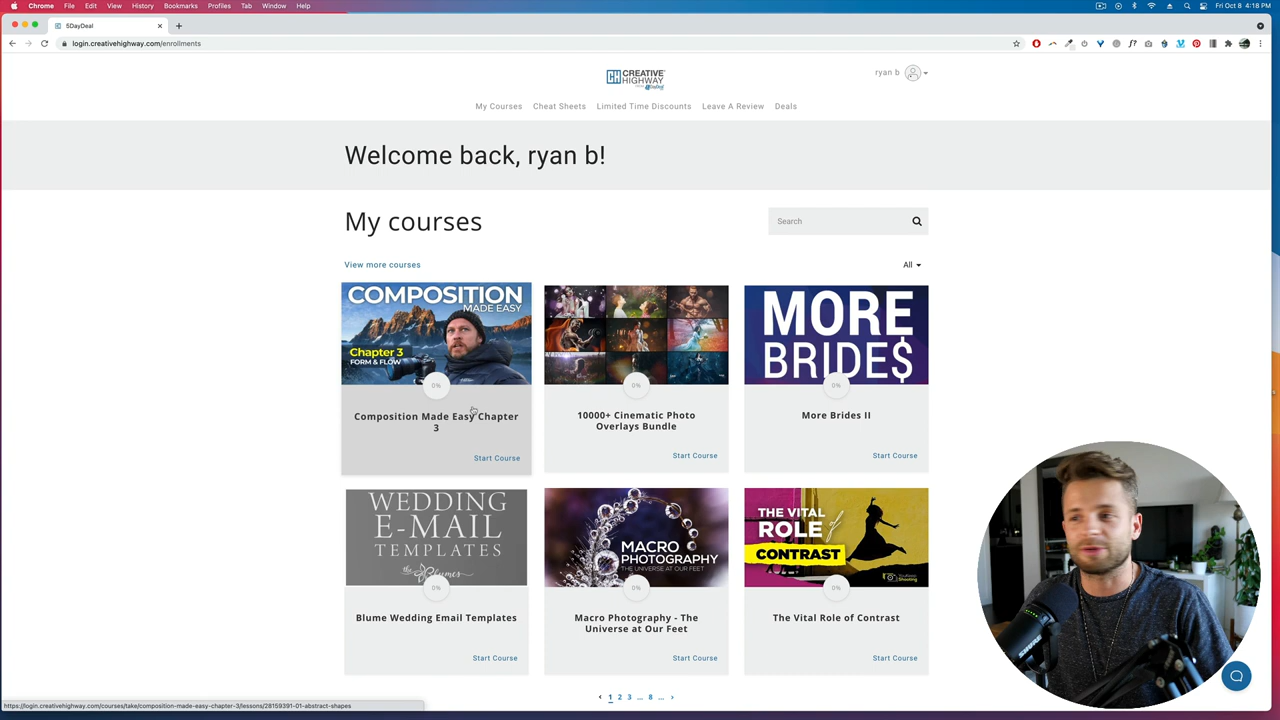 Chrome File Edit View History Bookmarks Profiles Tab Window Help
Fri Oct 8 4:18 PM
5DayDeal
login.creativehighway.com/enrollments
CREATIVE
HIGHWAY
ryan b
My Courses Cheat Sheets Limited Time Discounts Leave A Review Deals
Welcome back, ryan b!
My courses
Search
View more courses
All
COMPOSITION
MADE EASY
Chapter 3
FORM & FLOW
0%
Composition Made Easy Chapter
3
Start Course
0%
10000+ Cinematic Photo
Overlays Bundle
Start Course
MORE
BRIDE$
0%
More Brides II
Start Course
WEDDING
E-MAIL
TEMPLATES
the Blumes
0%
Blume Wedding Email Templates
Start Course
MACRO
PHOTOGRAPHY
THE UNIVERSE AT OUR FEET
0%
Macro Photography - The
Universe at Our Feet
Start Course
THE VITAL
ROLE of
CONTRAST
0%
The Vital Role of Contrast
Start Course
1 2 3 ... 8 ...
https://login.creativehighway.com/courses/take/composition-made-easy-chapter-3/lessons/28159391-01-abstract-shapes